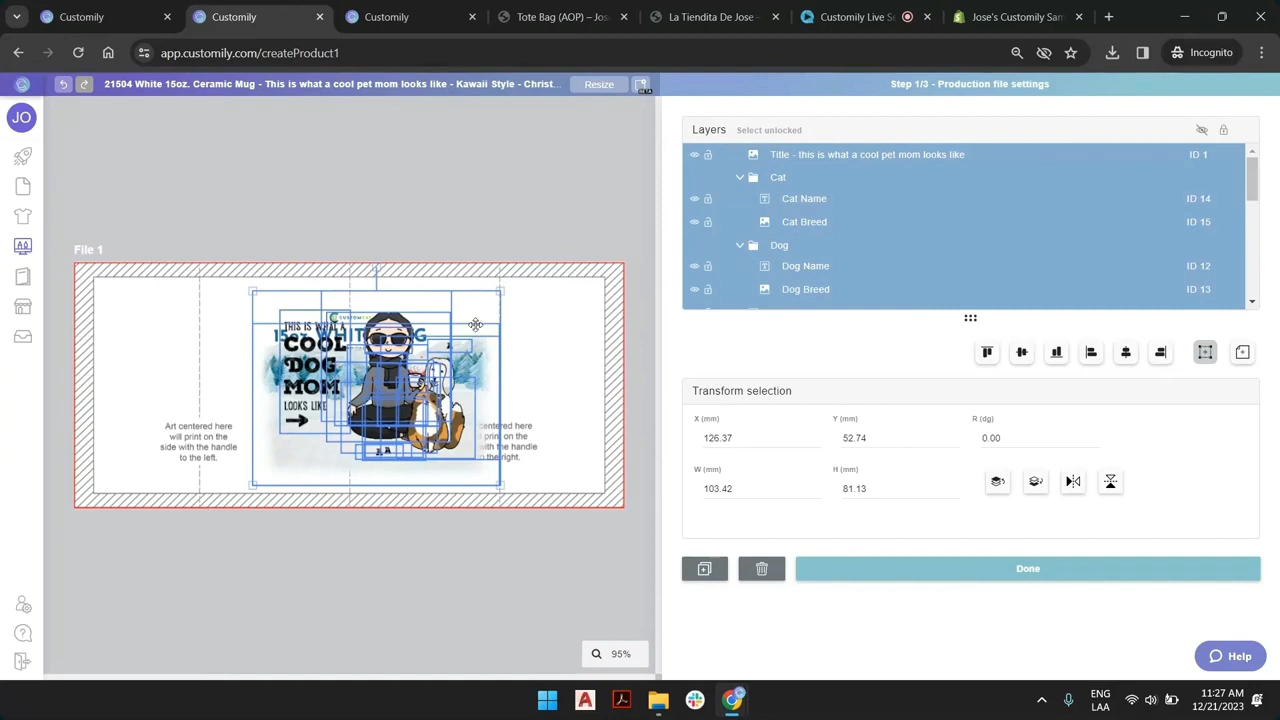 Customily
Customily
Customily
Tote Bag (AOP) – Jos
La Tiendita De Jose -
Customily Live S
Jose's Customily Sam
app.customily.com/createProduct1
Incognito
21504 White 15oz. Ceramic Mug - This is what a cool pet mom looks like - Kawaii Style - Christ...
Resize
BETA
Step 1/3 - Production file settings
JO
Layers
Select unlocked
Title - this is what a cool pet mom looks like
ID 1
Cat
Cat Name
ID 14
Cat Breed
ID 15
Dog
Dog Name
ID 12
Dog Breed
ID 13
File 1
THIS IS WHAT A
COOL
DOG
MOM
LOOKS LIKE
Art centered here
will print on the
side with the handle
to the left.
centered here
print on the
with the handle
the right.
Transform selection
X (mm)
Y (mm)
R (dg)
126.37
52.74
0.00
W (mm)
H (mm)
103.42
81.13
Done
95%
Help
ENG
LAA
11:27 AM
12/21/2023